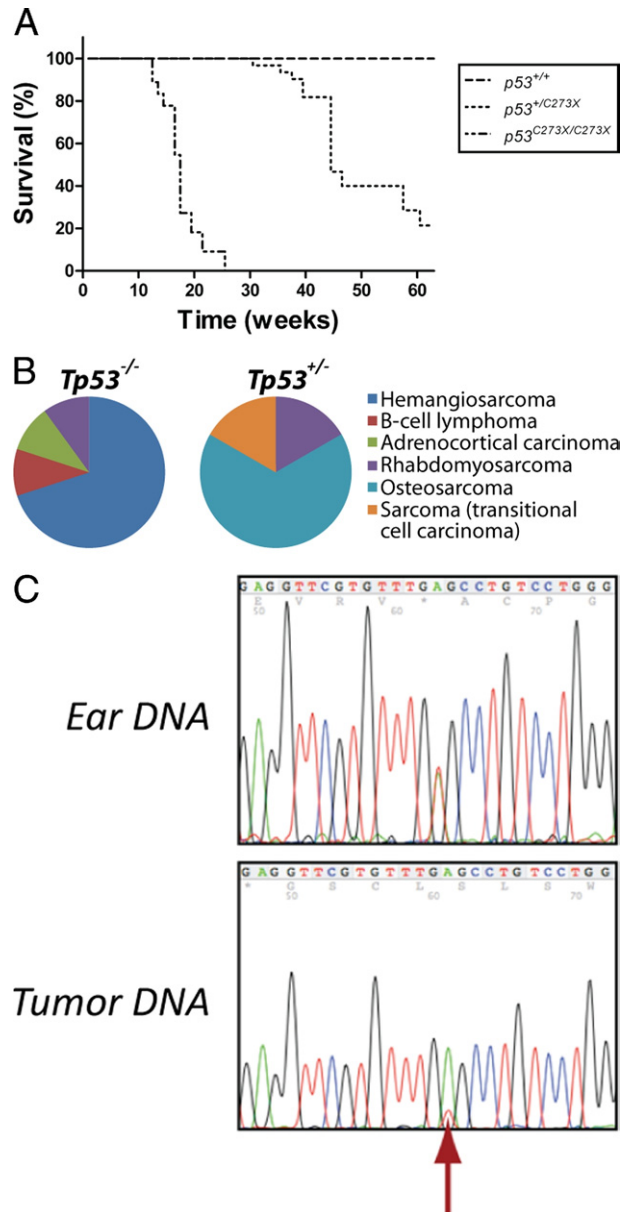 A
Survival (%)
100
80
60
40
20
0
0 10 20 30 40 50 60
Time (weeks)
p53+/+
p53+/C273X
p53C273X/C273X
B
Tp53-/-
Tp53+/-
Hemangiosarcoma
B-cell lymphoma
Adrenocortical carcinoma
Rhabdomyosarcoma
Osteosarcoma
Sarcoma (transitional
cell carcinoma)
C
Ear DNA
GAGGTTCGTGTTTGAGCCTGTCCTGGG
E V R V * A C P G
50 60 70
Tumor DNA
GAGGTTCGTGTTTGAGCCTGTCCTGG
* G S C L S L S W
50 60 70